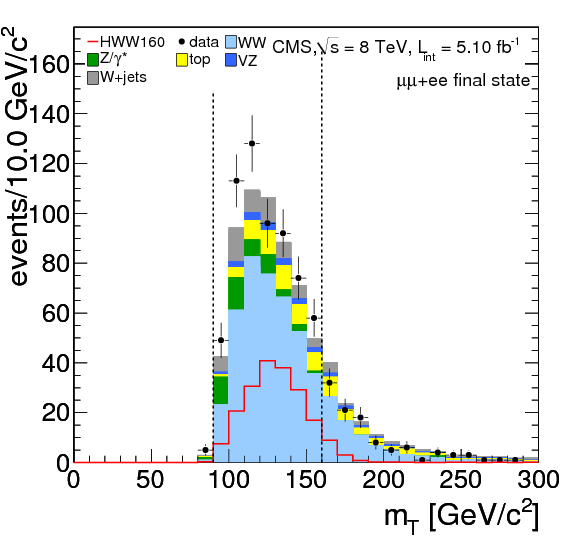 HWW160 data WW
Z/γ* top VZ
W+jets
CMS, √s = 8 TeV, L_int = 5.10 fb⁻¹
μμ+ee final state
events/10.0 GeV/c²
160
140
120
100
80
60
40
20
0
0 50 100 150 200 250 300
m_T [GeV/c²]